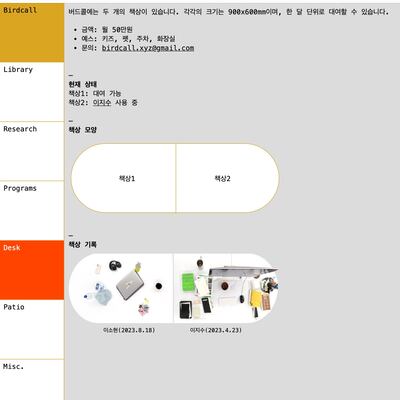 Birdcall
버드콜에는 두 개의 책상이 있습니다. 각각의 크기는 900x600mm이며, 한 달 단위로 대여할 수 있습니다.
• 금액: 월 50만원
• 예스: 키즈, 펫, 주차, 화장실
• 문의: birdcall.xyz@gmail.com
Library
—
현재 상태
책상1: 대여 가능
책상2: 이지수 사용 중
—
Research
책상 모양
책상1
책상2
Programs
—
Desk
책상 기록
Patio
이소현(2023.8.18)
이지수(2023.4.23)
Misc.